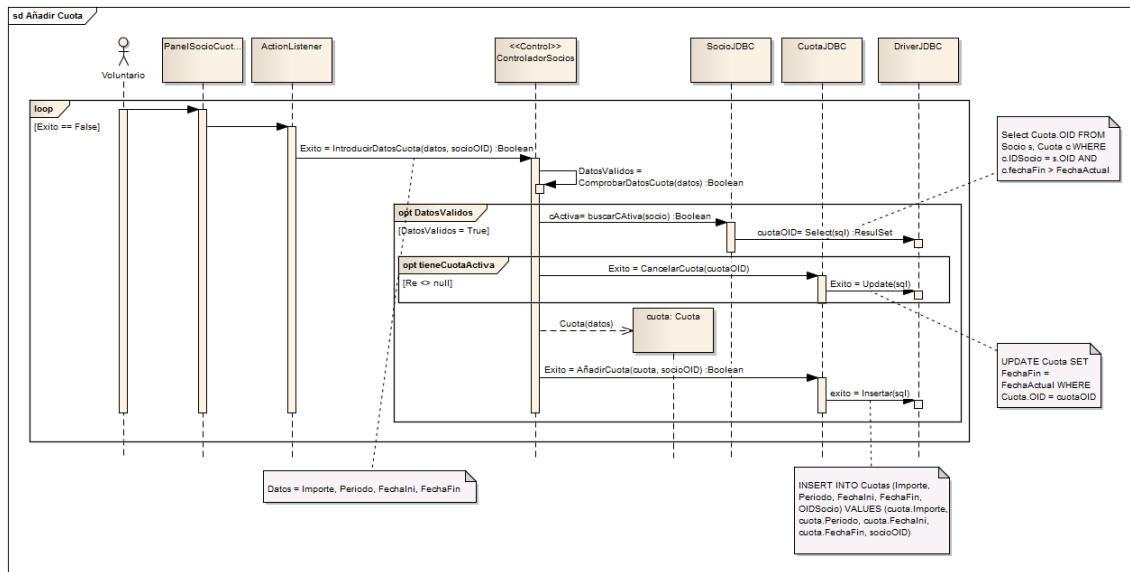 sd Añadir Cuota
Voluntario
PanelSocioCuot...
ActionListener
<<Control>>
ControladorSocios
SocioJDBC
CuotaJDBC
DriverJDBC
loop
[Exito == False]
Exito = IntroducirDatosCuota(datos, socioOID) :Boolean
DatosValidos =
ComprobarDatosCuota(datos) :Boolean
Select Cuota.OID FROM
Socio s, Cuota c WHERE
c.IDSocio = s.OID AND
c.fechaFin > FechaActual
opt DatosValidos
[DatosValidos = True]
cActiva= buscarCAtiva(socio) :Boolean
cuotaOID= Select(sql) :ResulSet
opt tieneCuotaActiva
[Re <> null]
Exito = CancelarCuota(cuotaOID)
Exito = Update(sql)
Cuota(datos)
cuota: Cuota
UPDATE Cuota SET
FechaFin =
FechaActual WHERE
Cuota.OID = cuotaOID
Exito = AñadirCuota(cuota, socioOID) :Boolean
exito = Insertar(sql)
Datos = Importe, Periodo, FechaIni, FechaFin
INSERT INTO Cuotas (Importe,
Periodo, FechaIni, FechaFin,
OIDSocio) VALUES (cuota.Importe,
cuota.Periodo, cuota.FechaIni,
cuota.FechaFin, socioOID)